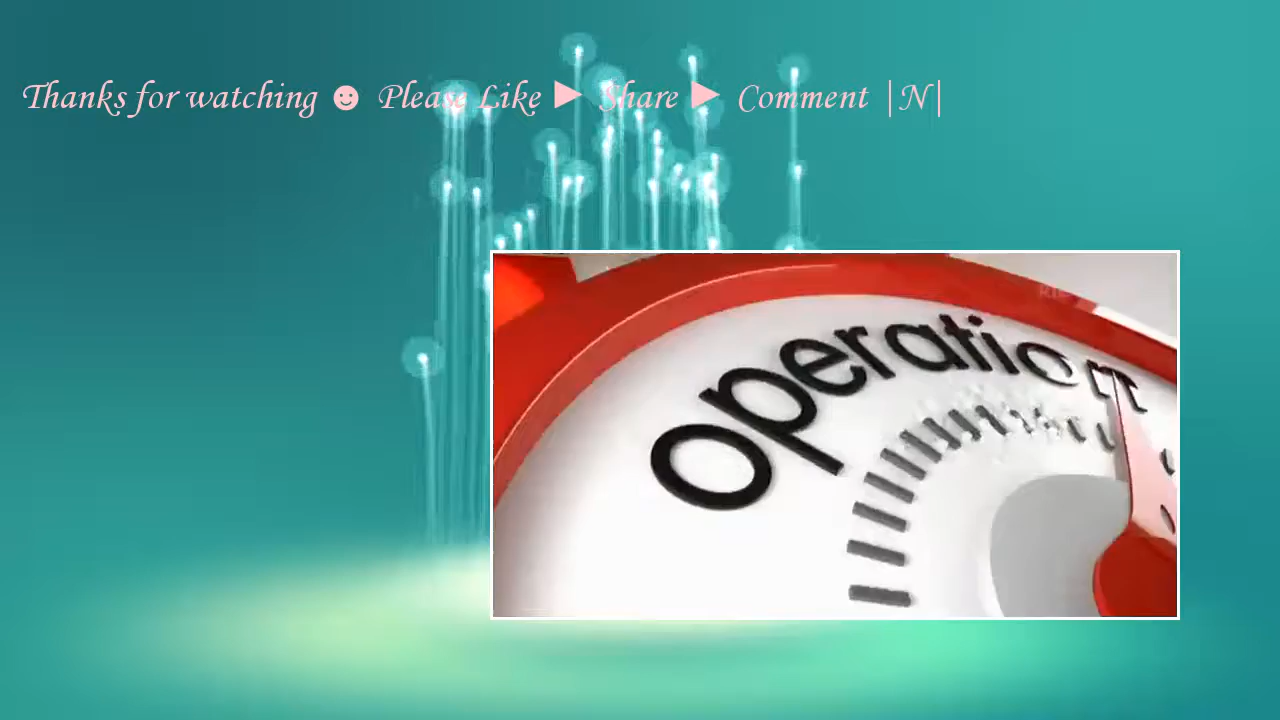 Thanks for watching ☻ Please Like ► Share ► Comment |N|
operation